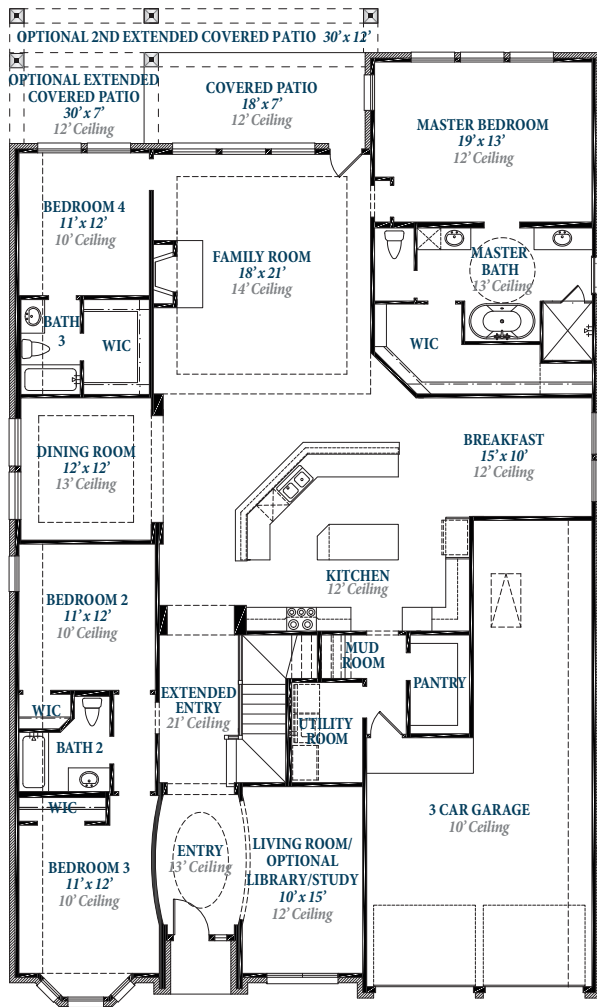 OPTIONAL 2ND EXTENDED COVERED PATIO 30' x 12'
OPTIONAL EXTENDED
COVERED PATIO
30' x 7'
12' Ceiling
COVERED PATIO
18' x 7'
12' Ceiling
MASTER BEDROOM
19' x 13'
12' Ceiling
BEDROOM 4
11' x 12'
10' Ceiling
FAMILY ROOM
18' x 21'
14' Ceiling
MASTER
BATH
13' Ceiling
BATH
3
WIC
WIC
DINING ROOM
12' x 12'
13' Ceiling
BREAKFAST
15' x 10'
12' Ceiling
KITCHEN
12' Ceiling
BEDROOM 2
11' x 12'
10' Ceiling
MUD
ROOM
PANTRY
EXTENDED
ENTRY
21' Ceiling
WIC
UTILITY
ROOM
BATH 2
WIC
3 CAR GARAGE
10' Ceiling
ENTRY
13' Ceiling
LIVING ROOM/
OPTIONAL
LIBRARY/STUDY
10' x 15'
12' Ceiling
BEDROOM 3
11' x 12'
10' Ceiling